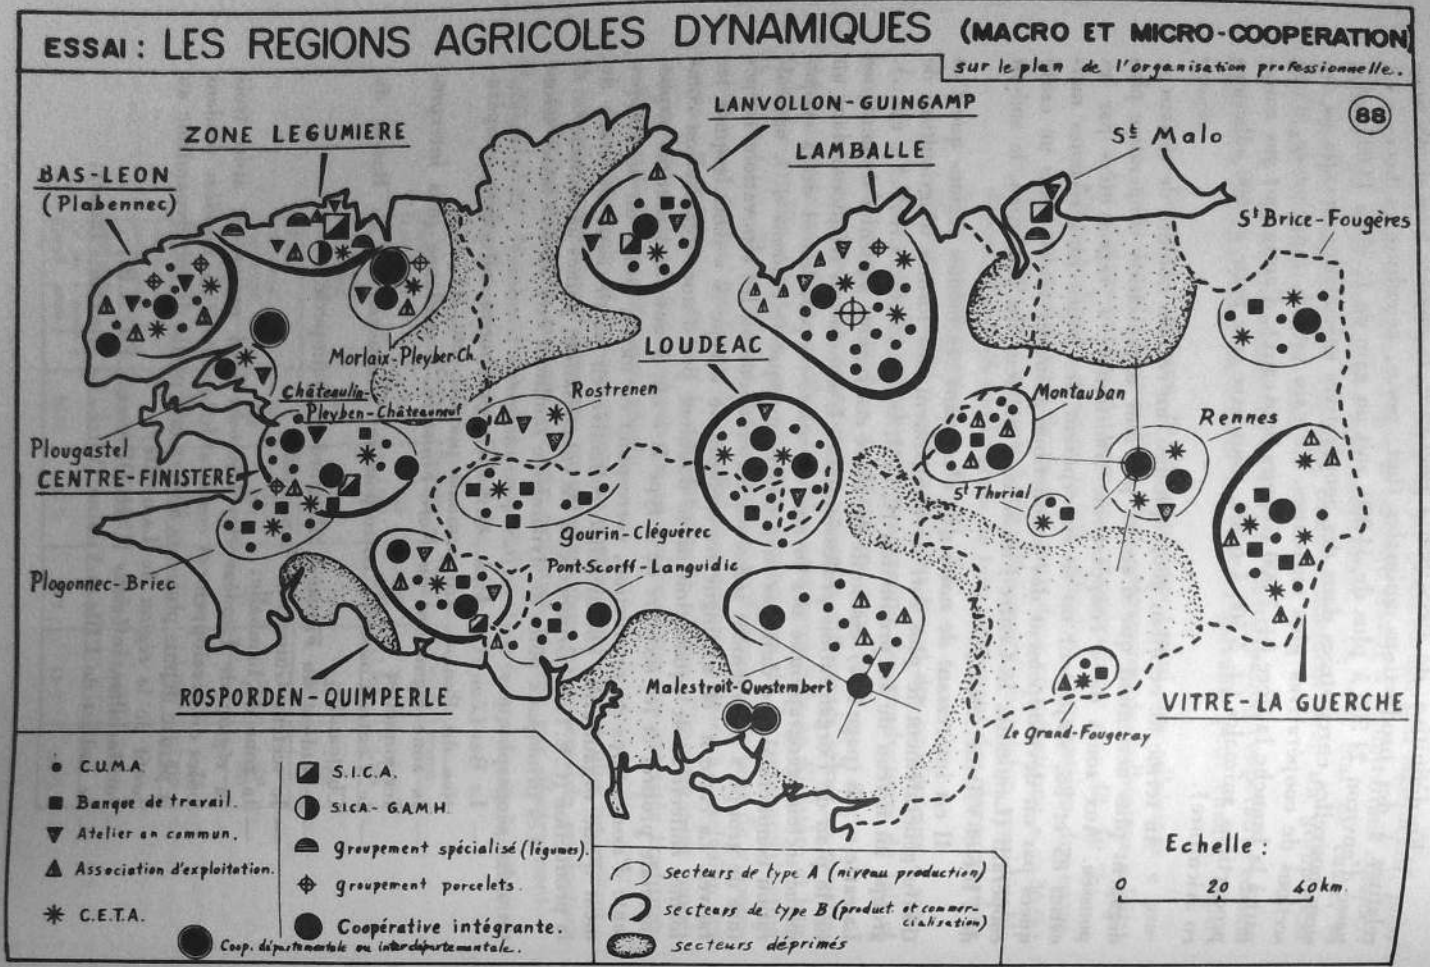 ESSAI : LES REGIONS AGRICOLES DYNAMIQUES (MACRO ET MICRO-COOPERATION)
sur le plan de l'organisation professionnelle.
88
LANVOLLON-GUINGAMP
ZONE LEGUMIERE
LAMBALLE
St Malo
BAS-LEON
(Plabennec)
St Brice-Fougères
Morlaix-Pleyber-Ch.
LOUDEAC
Châteaulin-
Pleyben-Châteauneuf
Rostrenen
Montauban
Rennes
Plougastel
CENTRE-FINISTERE
St Thurial
Gourin-Cléguérec
Plogonnec-Briec
Pont-Scorff-Languidic
ROSPORDEN-QUIMPERLE
Malestroit-Questembert
VITRE-LA GUERCHE
Le Grand-Fougeray
C.U.M.A
Banque de travail.
Atelier en commun.
Association d'exploitation.
C.E.T.A.
S.I.C.A.
SICA-G.A.M.H.
groupement spécialisé (légumes).
groupement porcelets.
Coopérative intégrante.
Coop. départementale ou interdépartementale.
secteurs de type A (niveau production)
secteurs de type B (product. et commer-
cialisation)
secteurs déprimés
Echelle :
0 20 40 km.